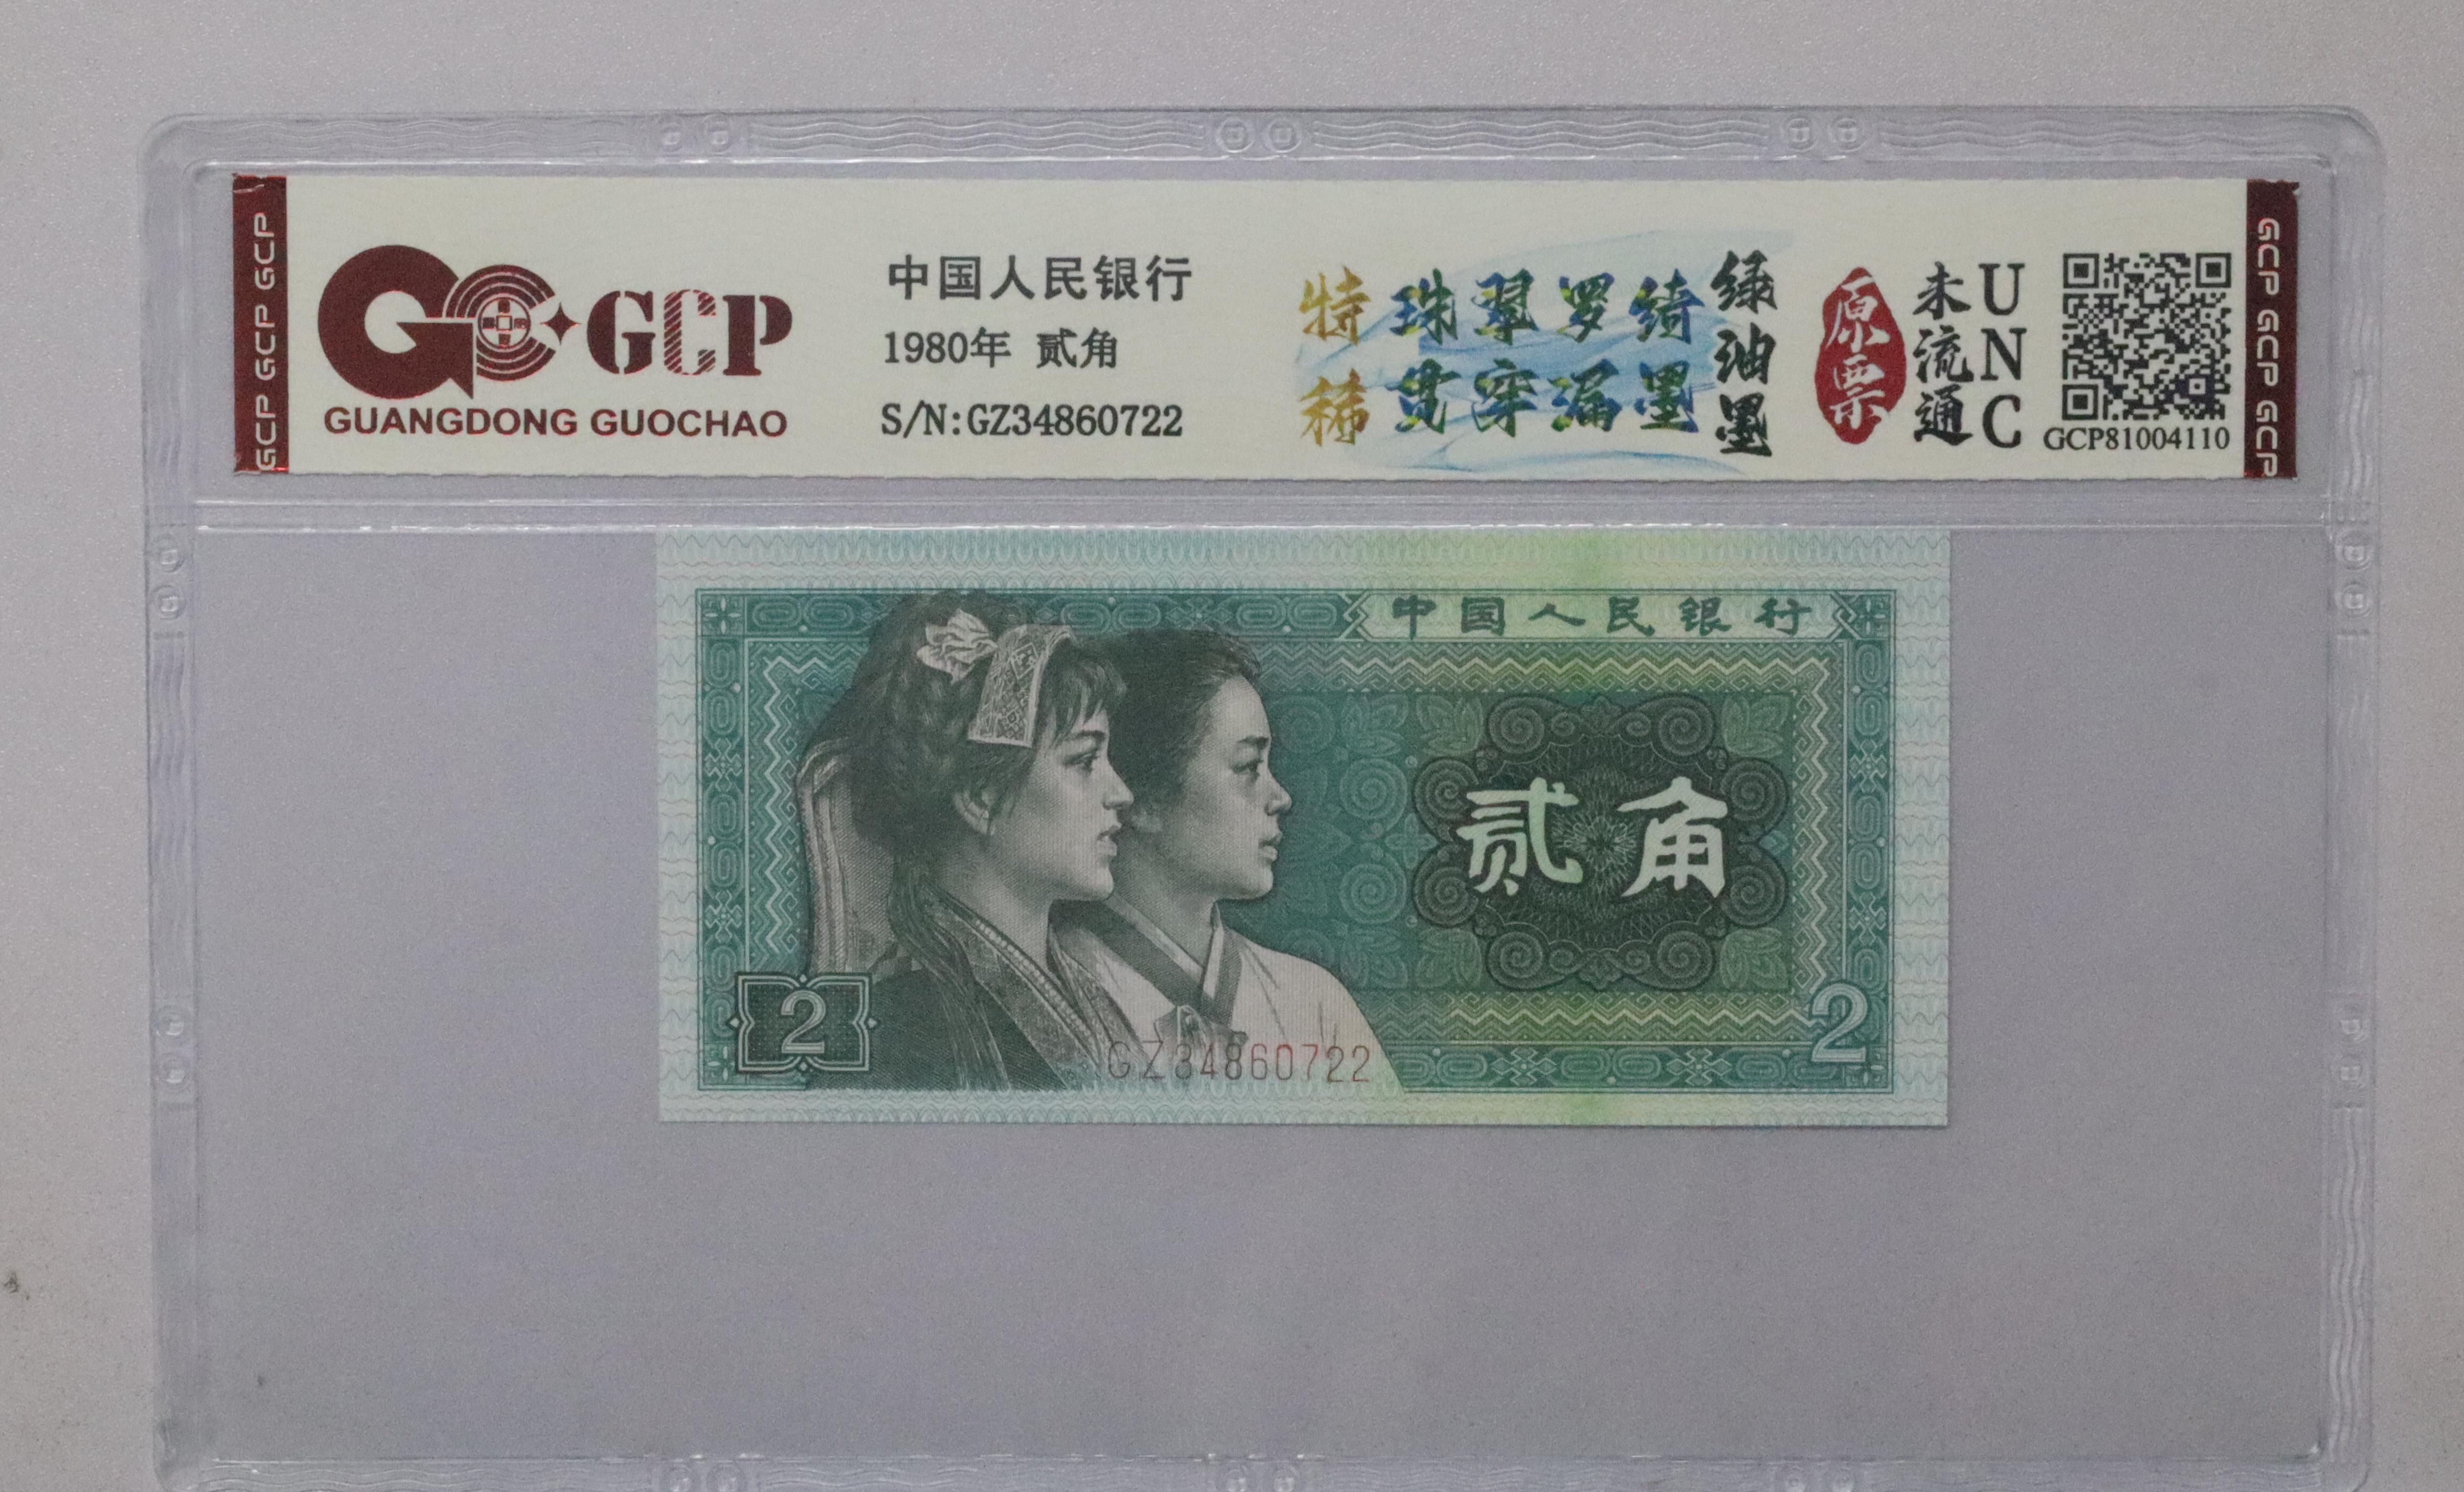 GCP GCP GCP
GCP
GUANGDONG GUOCHAO
中国人民银行
1980年 贰角
S/N:GZ34860722
特稀
珠翠罗绮
贯穿漏墨
绿油墨
原票
未流通
UNC
GCP81004110
GCP GCP GCP
中国人民银行
贰角
2
GZ34860722
2